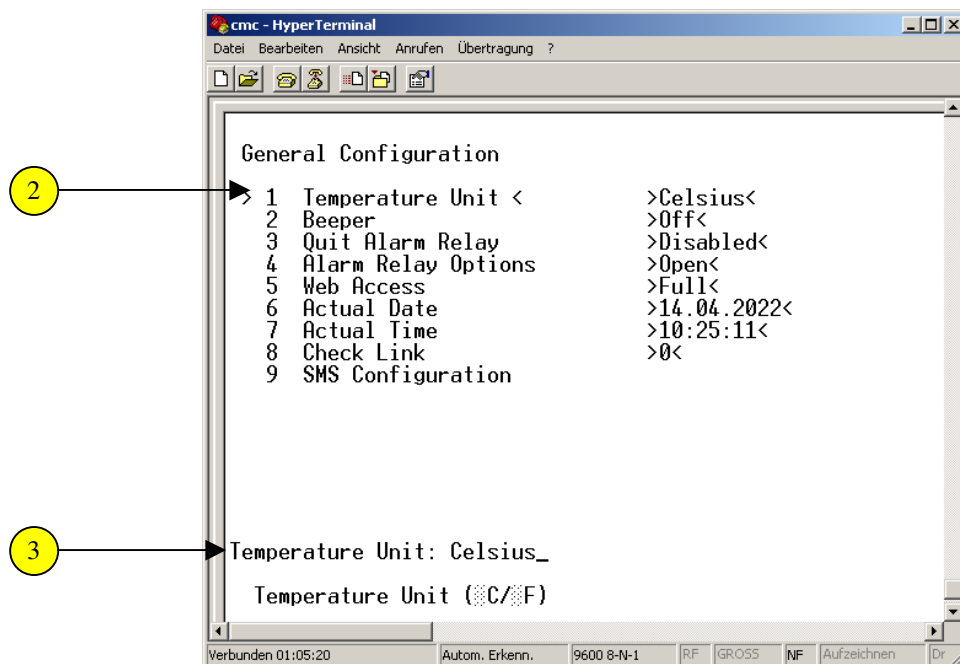 cmc - HyperTerminal
Datei Bearbeiten Ansicht Anrufen Übertragung ?
General Configuration
2
> 1 Temperature Unit < >Celsius<
2 Beeper >Off<
3 Quit Alarm Relay >Disabled<
4 Alarm Relay Options >Open<
5 Web Access >Full<
6 Actual Date >14.04.2022<
7 Actual Time >10:25:11<
8 Check Link >0<
9 SMS Configuration
3
Temperature Unit: Celsius_
Temperature Unit (░C/░F)
Verbunden 01:05:20 Autom. Erkenn. 9600 8-N-1 RF GROSS NF Aufzeichnen Dr